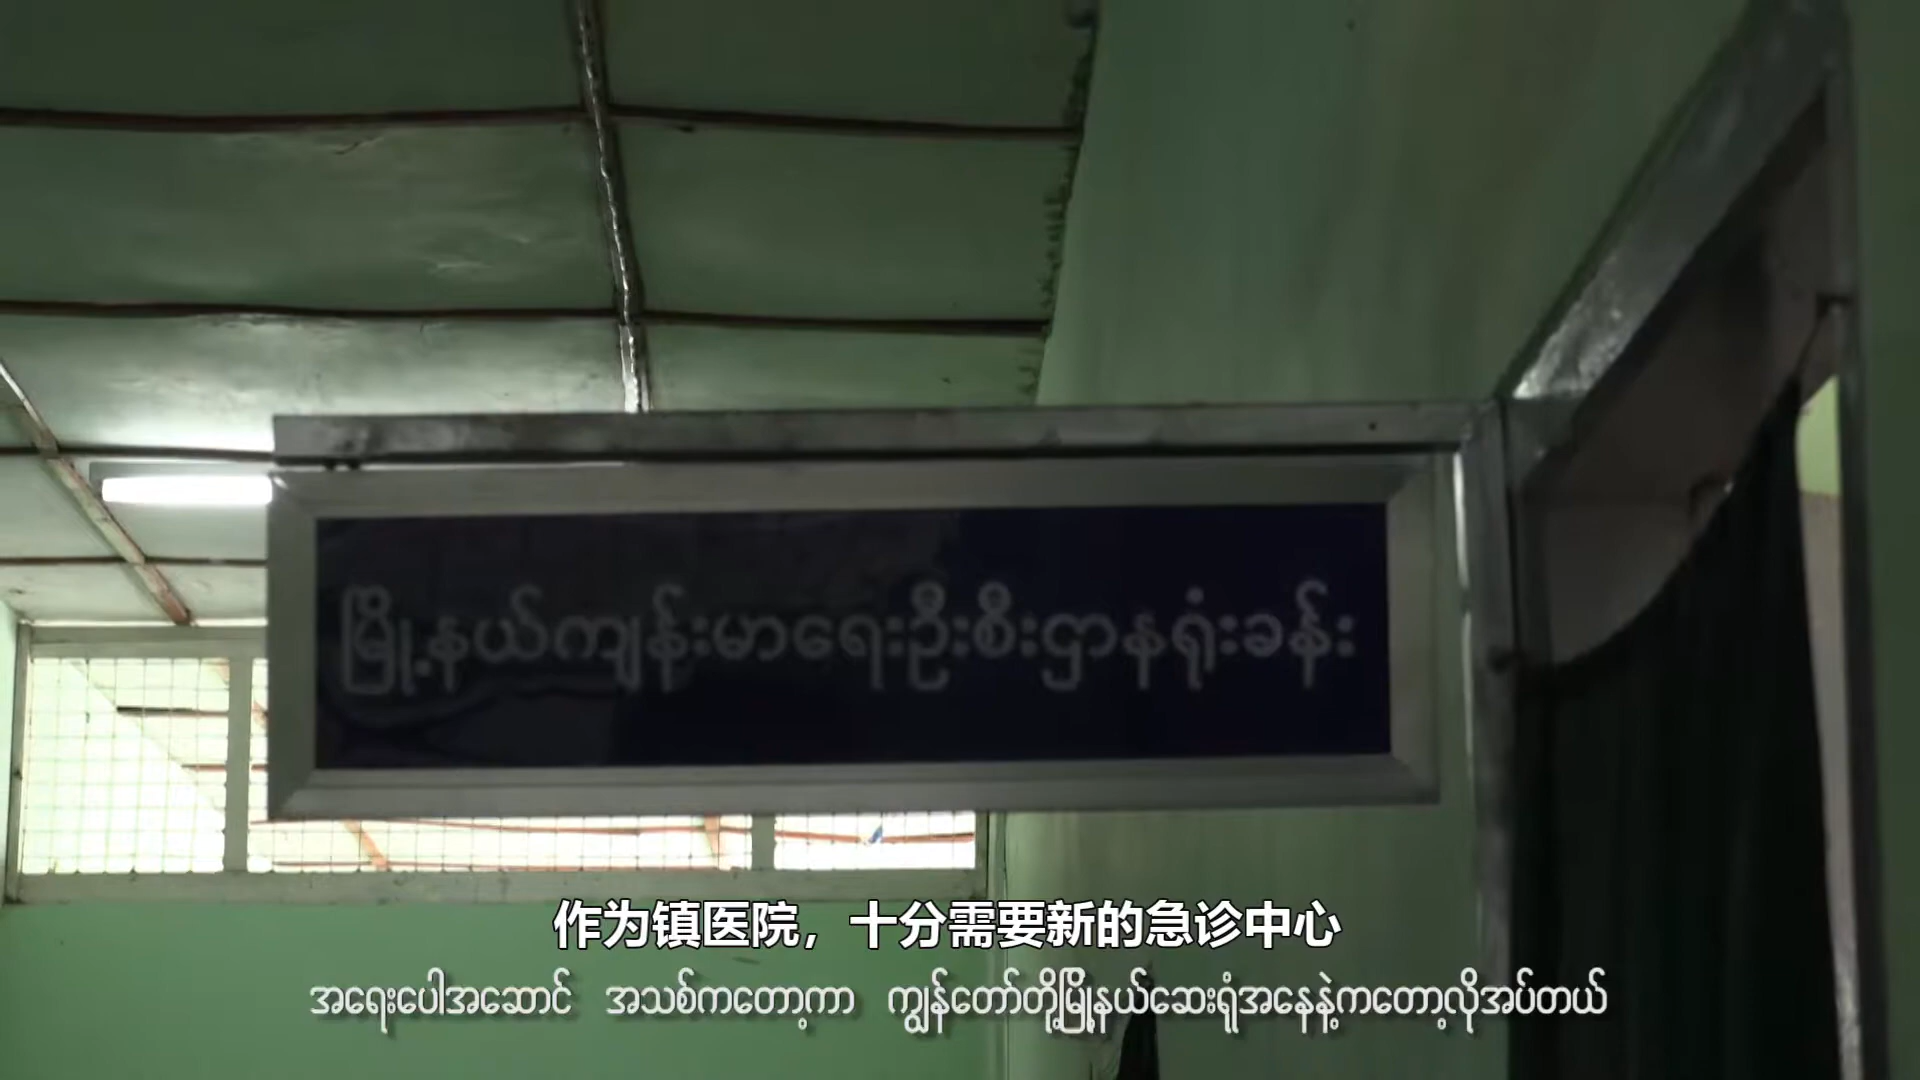 မြို့နယ်ကျန်းမာရေးဦးစီးဌာနရုံးခန်း
作为镇医院，十分需要新的急诊中心
အရေးပေါ်အဆောင် အသစ်ကတော့ကာ ကျွန်တော်တို့မြို့နယ်ဆေးရုံအနေနဲ့ကတော့လိုအပ်တယ်